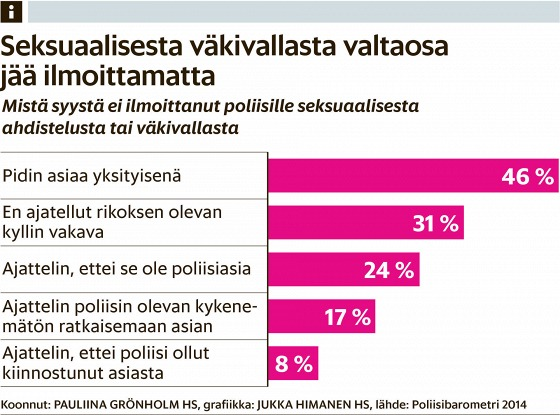 i
Seksuaalisesta väkivallasta valtaosa
jää ilmoittamatta
Mistä syystä ei ilmoittanut poliisille seksuaalisesta
ahdistelusta tai väkivallasta
Pidin asiaa yksityisenä
46 %
En ajatellut rikoksen olevan
kyllin vakava
31 %
Ajattelin, ettei se ole poliisiasia
24 %
Ajattelin poliisin olevan kykene-
mätön ratkaisemaan asian
17 %
Ajattelin, ettei poliisi ollut
kiinnostunut asiasta
8 %
Koonnut: PAULIINA GRÖNHOLM HS, grafiikka: JUKKA HIMANEN HS, lähde: Poliisibarometri 2014